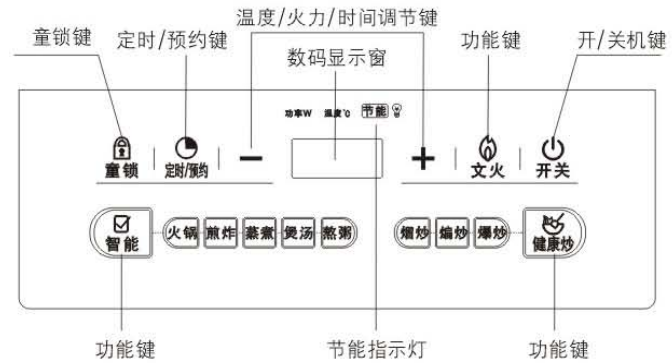 温度/火力/时间调节键
童锁键 定时/预约键 数码显示窗 功能键 开/关机键
功率W 温度℃ 节能
童锁 定时/预约 − + 文火 开关
智能 火锅 煎炸 蒸煮 煲汤 熬粥 烟炒 煸炒 爆炒 健康炒
功能键 节能指示灯 功能键